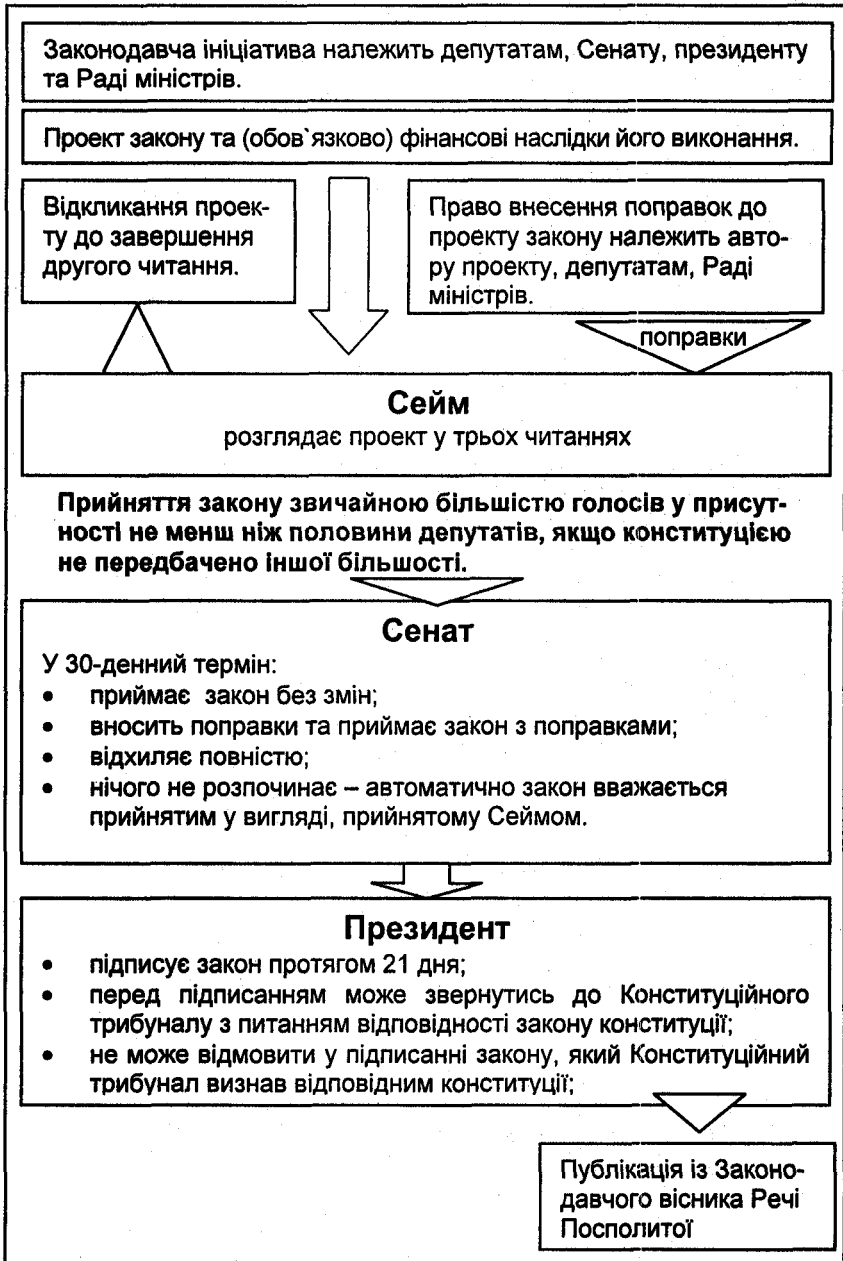 Законодавча ініціатива належить депутатам, Сенату, президенту
та Раді міністрів.
Проект закону та (обов`язково) фінансові наслідки його виконання.
Відкликання проек-
ту до завершення
другого читання.
Право внесення поправок до
проекту закону належить авто-
ру проекту, депутатам, Раді
міністрів.
поправки
Сейм
розглядає проект у трьох читаннях
Прийняття закону звичайною більшістю голосів у присут-
ності не менш ніж половини депутатів, якщо конституцією
не передбачено іншої більшості.
Сенат
У 30-денний термін:
• приймає закон без змін;
• вносить поправки та приймає закон з поправками;
• відхиляє повністю;
• нічого не розпочинає – автоматично закон вважається
прийнятим у вигляді, прийнятому Сеймом.
Президент
• підписує закон протягом 21 дня;
• перед підписанням може звернутись до Конституційного
трибуналу з питанням відповідності закону конституції;
• не може відмовити у підписанні закону, який Конституційний
трибунал визнав відповідним конституції;
Публікація із Законо-
давчого вісника Речі
Посполитої